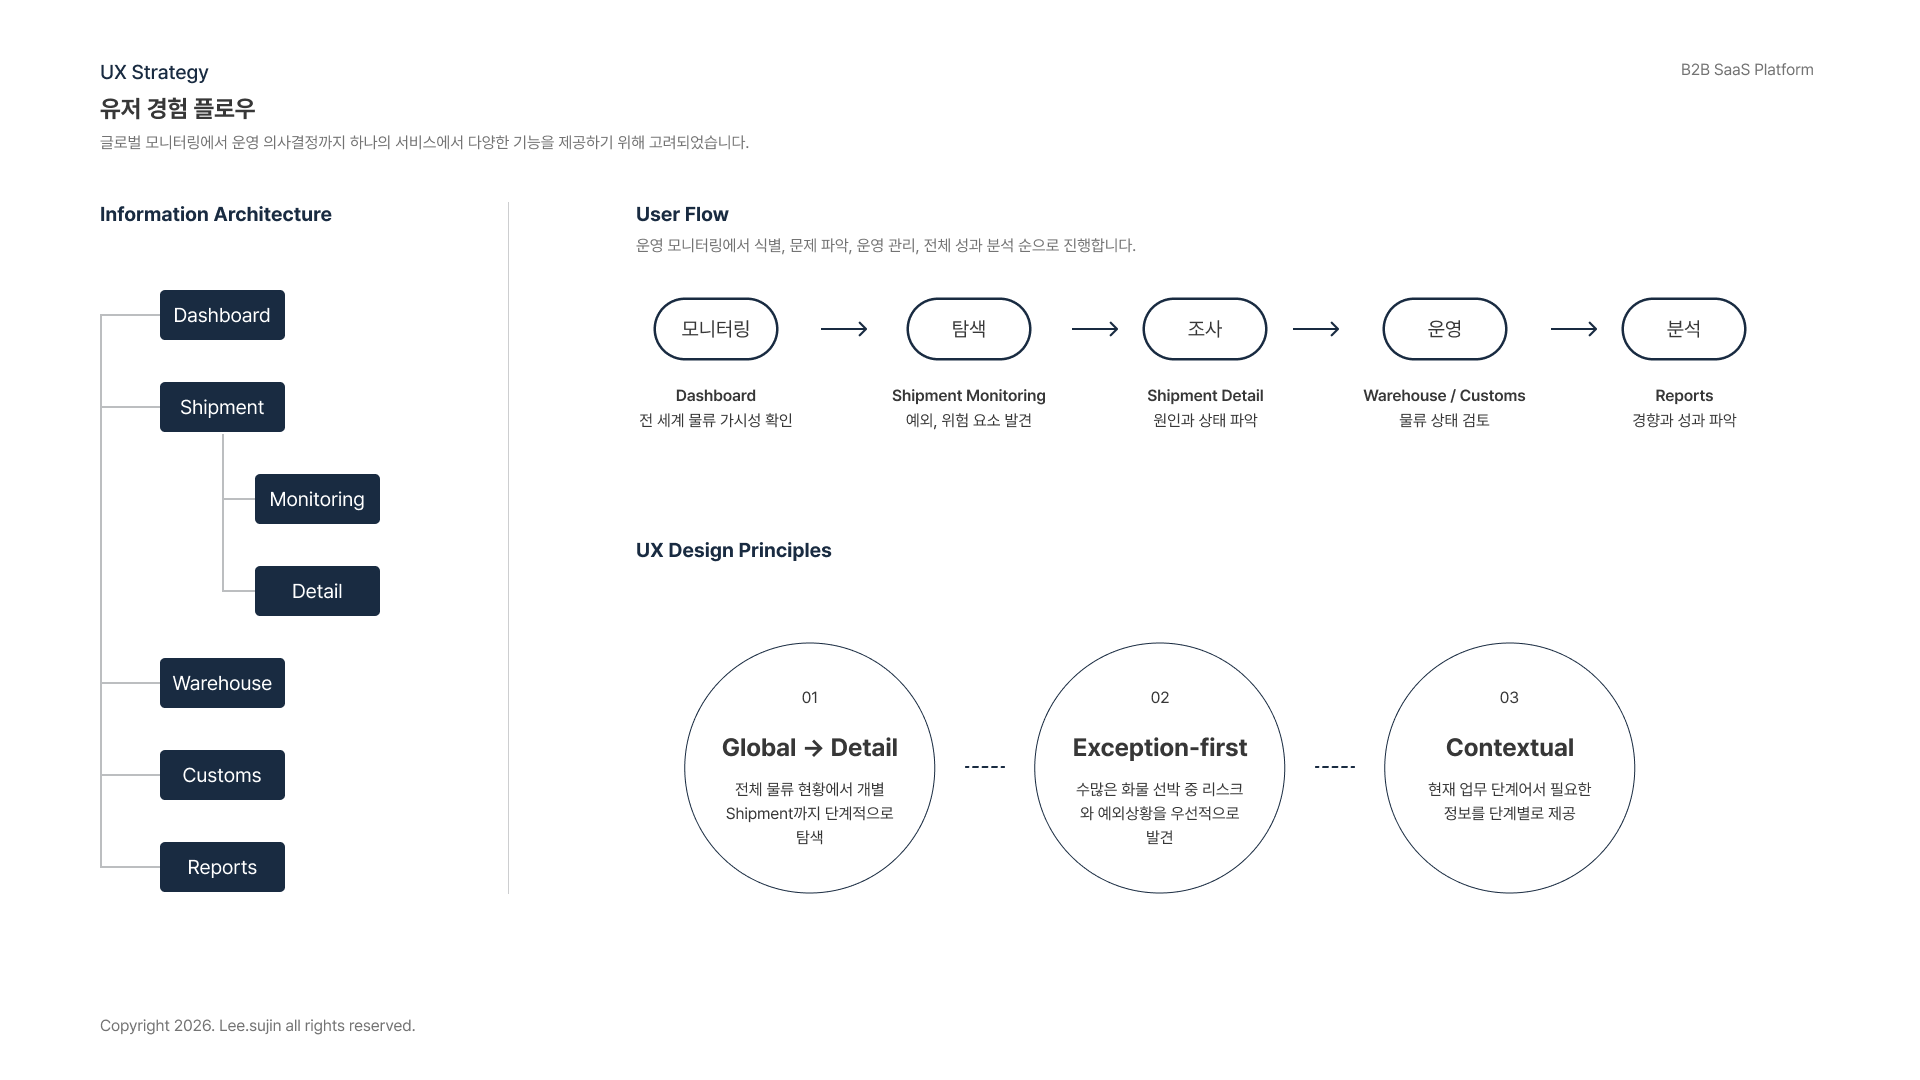 UX Strategy
B2B SaaS Platform
유저 경험 플로우
글로벌 모니터링에서 운영 의사결정까지 하나의 서비스에서 다양한 기능을 제공하기 위해 고려되었습니다.
Information Architecture
Dashboard
Shipment
Monitoring
Detail
Warehouse
Customs
Reports
User Flow
운영 모니터링에서 식별, 문제 파악, 운영 관리, 전체 성과 분석 순으로 진행합니다.
모니터링
탐색
조사
운영
분석
Dashboard
전 세계 물류 가시성 확인
Shipment Monitoring
예외, 위험 요소 발견
Shipment Detail
원인과 상태 파악
Warehouse / Customs
물류 상태 검토
Reports
경향과 성과 파악
UX Design Principles
01
Global → Detail
전체 물류 현황에서 개별
Shipment까지 단계적으로
탐색
02
Exception-first
수많은 화물 선박 중 리스크
와 예외상황을 우선적으로
발견
03
Contextual
현재 업무 단계어서 필요한
정보를 단계별로 제공
Copyright 2026. Lee.sujin all rights reserved.